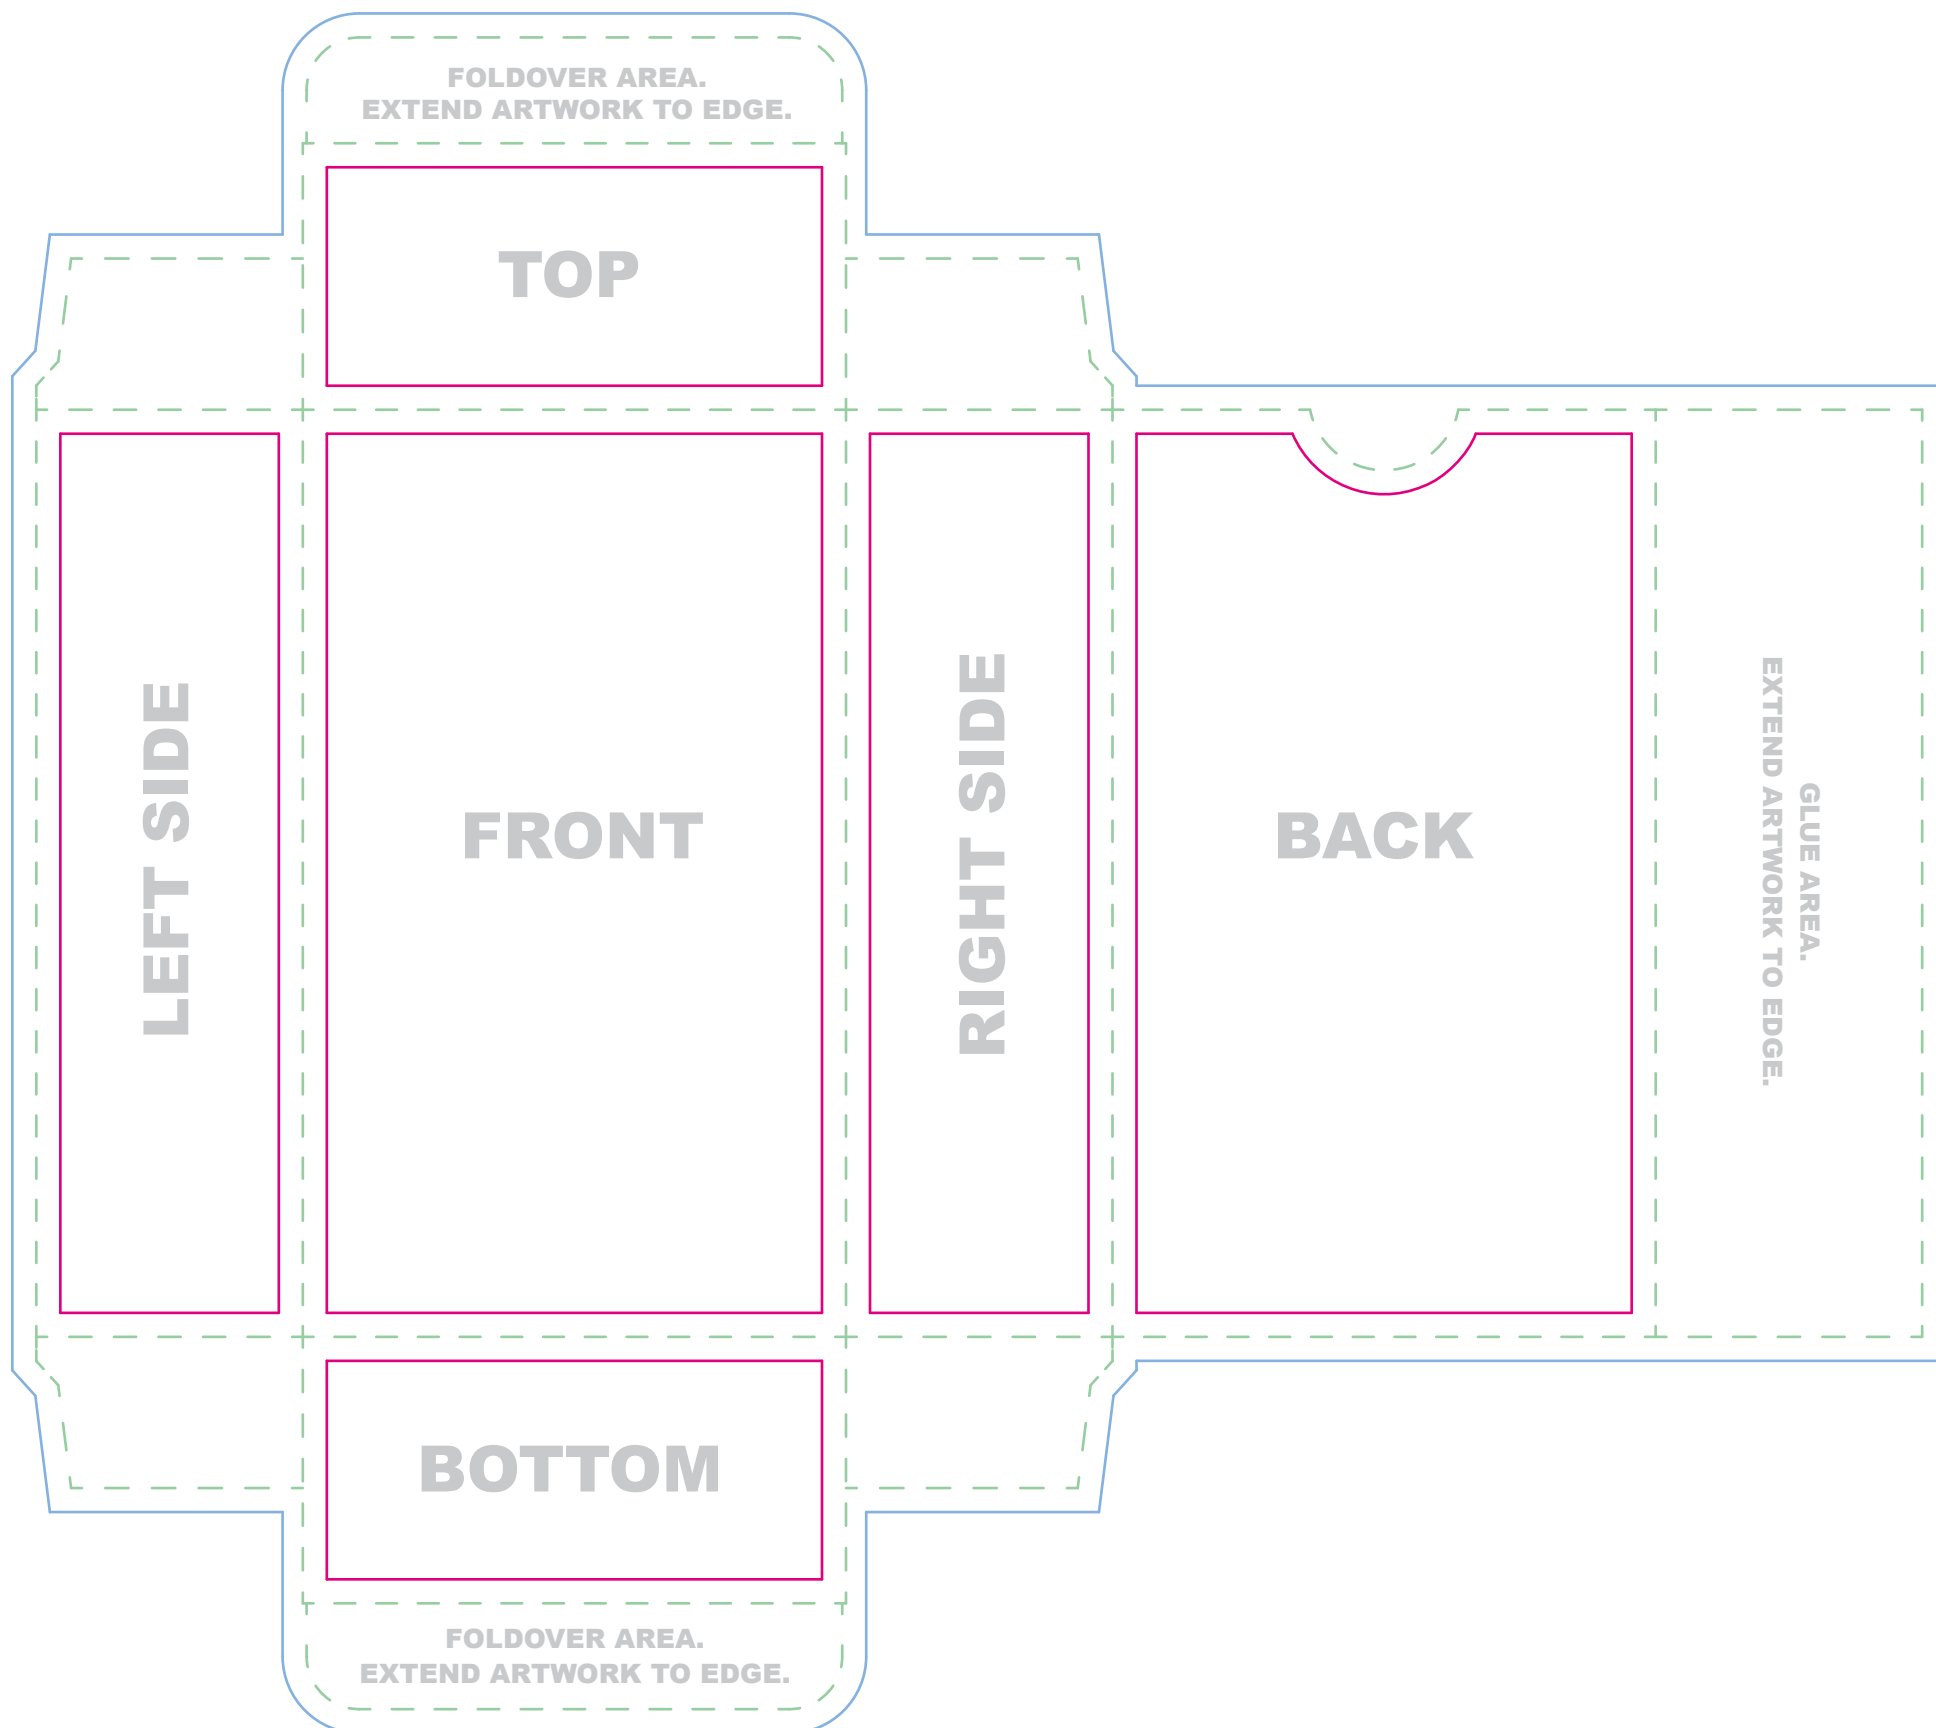 FOLDOVER AREA.
EXTEND ARTWORK TO EDGE.
TOP
LEFT SIDE
FRONT
RIGHT SIDE
BACK
GLUE AREA.
EXTEND ARTWORK TO EDGE.
BOTTOM
FOLDOVER AREA.
EXTEND ARTWORK TO EDGE.